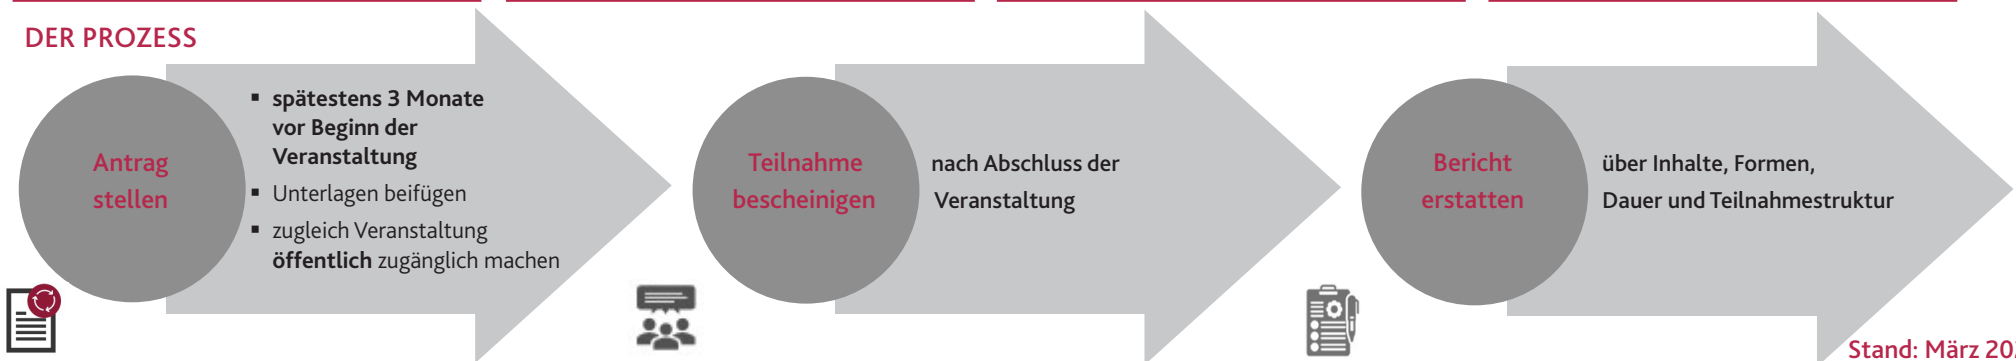 DER PROZESS
Antrag
stellen
▪ spätestens 3 Monate
vor Beginn der
Veranstaltung
▪ Unterlagen beifügen
▪ zugleich Veranstaltung
öffentlich zugänglich machen
Teilnahme
bescheinigen
nach Abschluss der
Veranstaltung
Bericht
erstatten
über Inhalte, Formen,
Dauer und Teilnahmestruktur
Stand: März 20